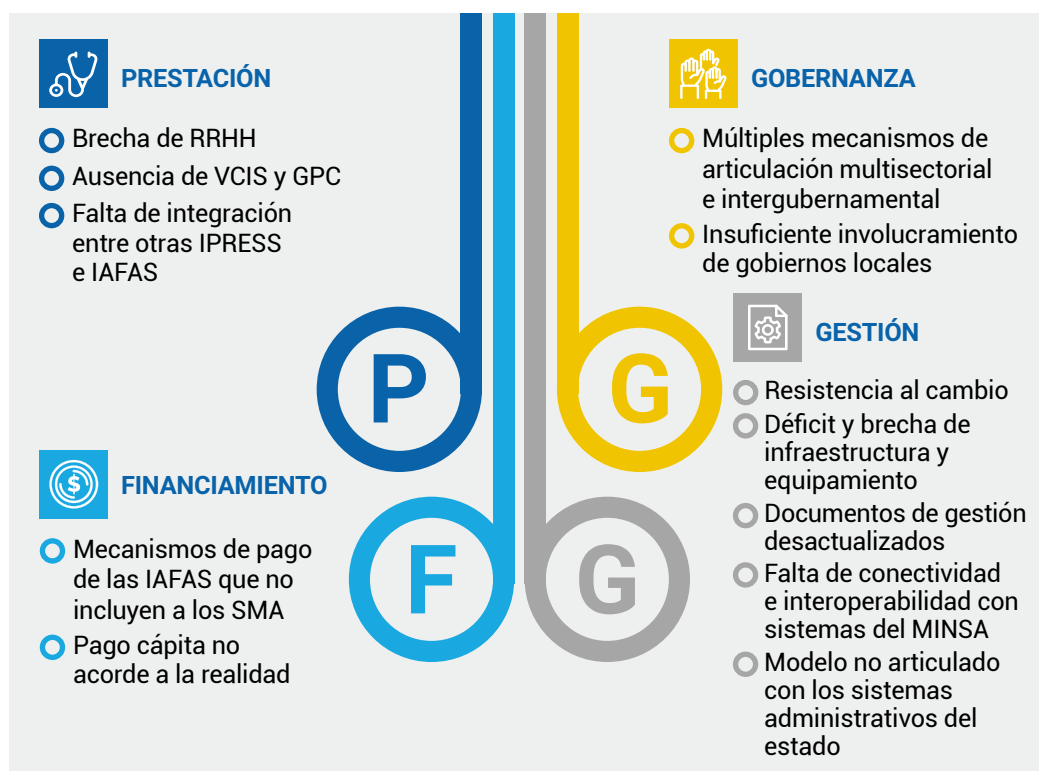 PRESTACIÓN
Brecha de RRHH
Ausencia de VCIS y GPC
Falta de integración
entre otras IPRESS
e IAFAS
P
FINANCIAMIENTO
Mecanismos de pago
de las IAFAS que no
incluyen a los SMA
Pago cápita no
acorde a la realidad
F
GOBERNANZA
Múltiples mecanismos de
articulación multisectorial
e intergubernamental
Insuficiente involucramiento
de gobiernos locales
G
GESTIÓN
Resistencia al cambio
Déficit y brecha de
infraestructura y
equipamiento
Documentos de gestión
desactualizados
Falta de conectividad
e interoperabilidad con
sistemas del MINSA
Modelo no articulado
con los sistemas
administrativos del
estado
G
$